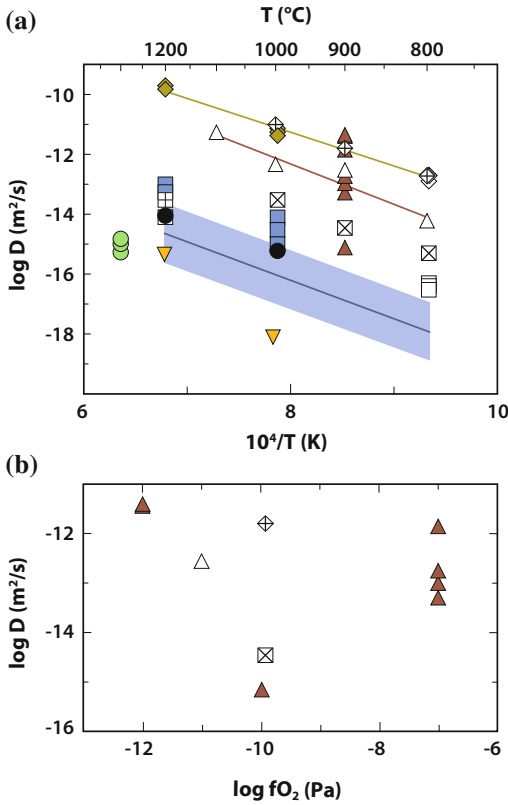 (a)
T (°C)
1200 1000 900 800
-10
-12
-14
-16
-18
log D (m²/s)
6 8 10
10⁴/T (K)
(b)
-12
-14
-16
log D (m²/s)
-12 -10 -8 -6
log fO₂ (Pa)